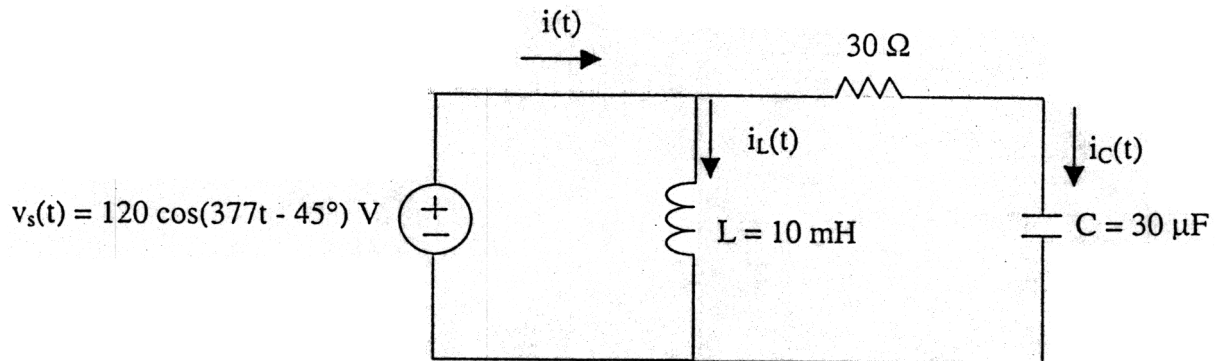 i(t)
30 Ω
i_L(t)
i_C(t)
v_s(t) = 120 cos(377t - 45°) V
+
−
L = 10 mH
C = 30 μF